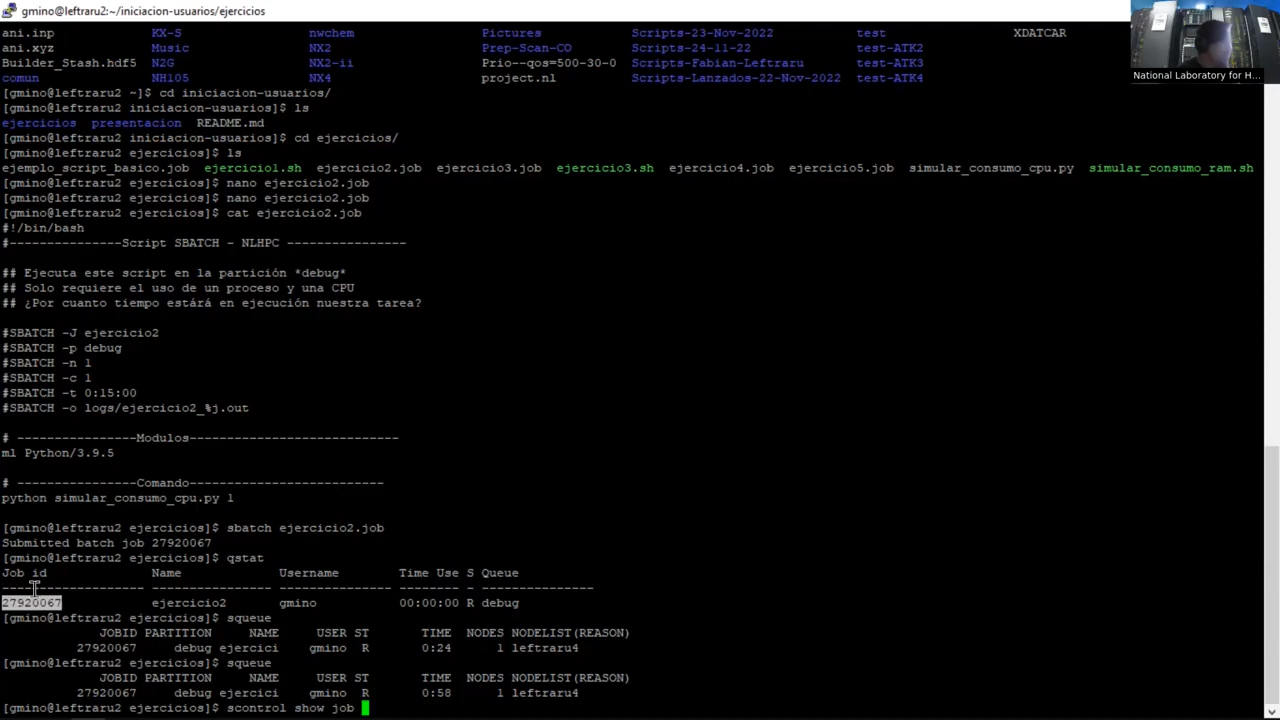 gmino@leftraru2:~/iniciacion-usuarios/ejercicios
ani.inp KX-S nwchem Pictures Scripts-23-Nov-2022 test XDATCAR
ani.xyz Music NX2 Prep-Scan-CO Scripts-24-11-22 test-ATK2
Builder_Stash.hdf5 N2G NX2-ii Prio--qos=500-30-0 Scripts-Fabian-Leftraru test-ATK3
comun NH105 NX4 project.nl Scripts-Lanzados-22-Nov-2022 test-ATK4
National Laboratory for H...
[gmino@leftraru2 ~]$ cd iniciacion-usuarios/
[gmino@leftraru2 iniciacion-usuarios]$ ls
ejercicios presentacion README.md
[gmino@leftraru2 iniciacion-usuarios]$ cd ejercicios/
[gmino@leftraru2 ejercicios]$ ls
ejemplo_script_basico.job ejercicio1.sh ejercicio2.job ejercicio3.job ejercicio3.sh ejercicio4.job ejercicio5.job simular_consumo_cpu.py simular_consumo_ram.sh
[gmino@leftraru2 ejercicios]$ nano ejercicio2.job
[gmino@leftraru2 ejercicios]$ nano ejercicio2.job
[gmino@leftraru2 ejercicios]$ cat ejercicio2.job
#!/bin/bash
#---------------Script SBATCH - NLHPC ----------------
## Ejecuta este script en la partición *debug*
## Solo requiere el uso de un proceso y una CPU
## ¿Por cuanto tiempo estárá en ejecución nuestra tarea?
#SBATCH -J ejercicio2
#SBATCH -p debug
#SBATCH -n 1
#SBATCH -c 1
#SBATCH -t 0:15:00
#SBATCH -o logs/ejercicio2_%j.out
# ----------------Modulos----------------------------
ml Python/3.9.5
# ----------------Comando--------------------------
python simular_consumo_cpu.py 1
[gmino@leftraru2 ejercicios]$ sbatch ejercicio2.job
Submitted batch job 27920067
[gmino@leftraru2 ejercicios]$ qstat
Job id Name Username Time Use S Queue
------------------- ---------------- --------------- -------- - ---------------
27920067 ejercicio2 gmino 00:00:00 R debug
[gmino@leftraru2 ejercicios]$ squeue
JOBID PARTITION NAME USER ST TIME NODES NODELIST(REASON)
27920067 debug ejercici gmino R 0:24 1 leftraru4
[gmino@leftraru2 ejercicios]$ squeue
JOBID PARTITION NAME USER ST TIME NODES NODELIST(REASON)
27920067 debug ejercici gmino R 0:58 1 leftraru4
[gmino@leftraru2 ejercicios]$ scontrol show job